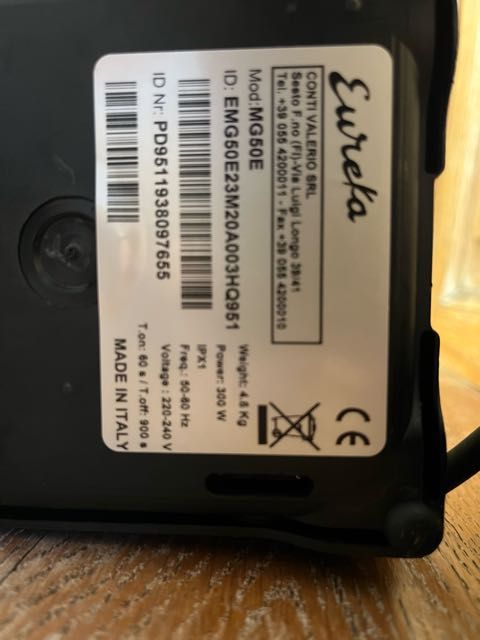 Eureka
CONTI VALERIO SRL
Sesto F.no (FI)-Via Luigi Longo 39/41
Tel. +39 055 4200011 - Fax +39 055 4200010
Mod:MG50E
ID: EMG50E23M20A003HQ951
ID Nr: PD9511938097655
CE
Weight: 4.8 Kg
Power: 300 W
IPX1
Freq.: 50-60 Hz
Voltage : 220-240 V
T.on: 60 s / T.off: 900 s
MADE IN ITALY